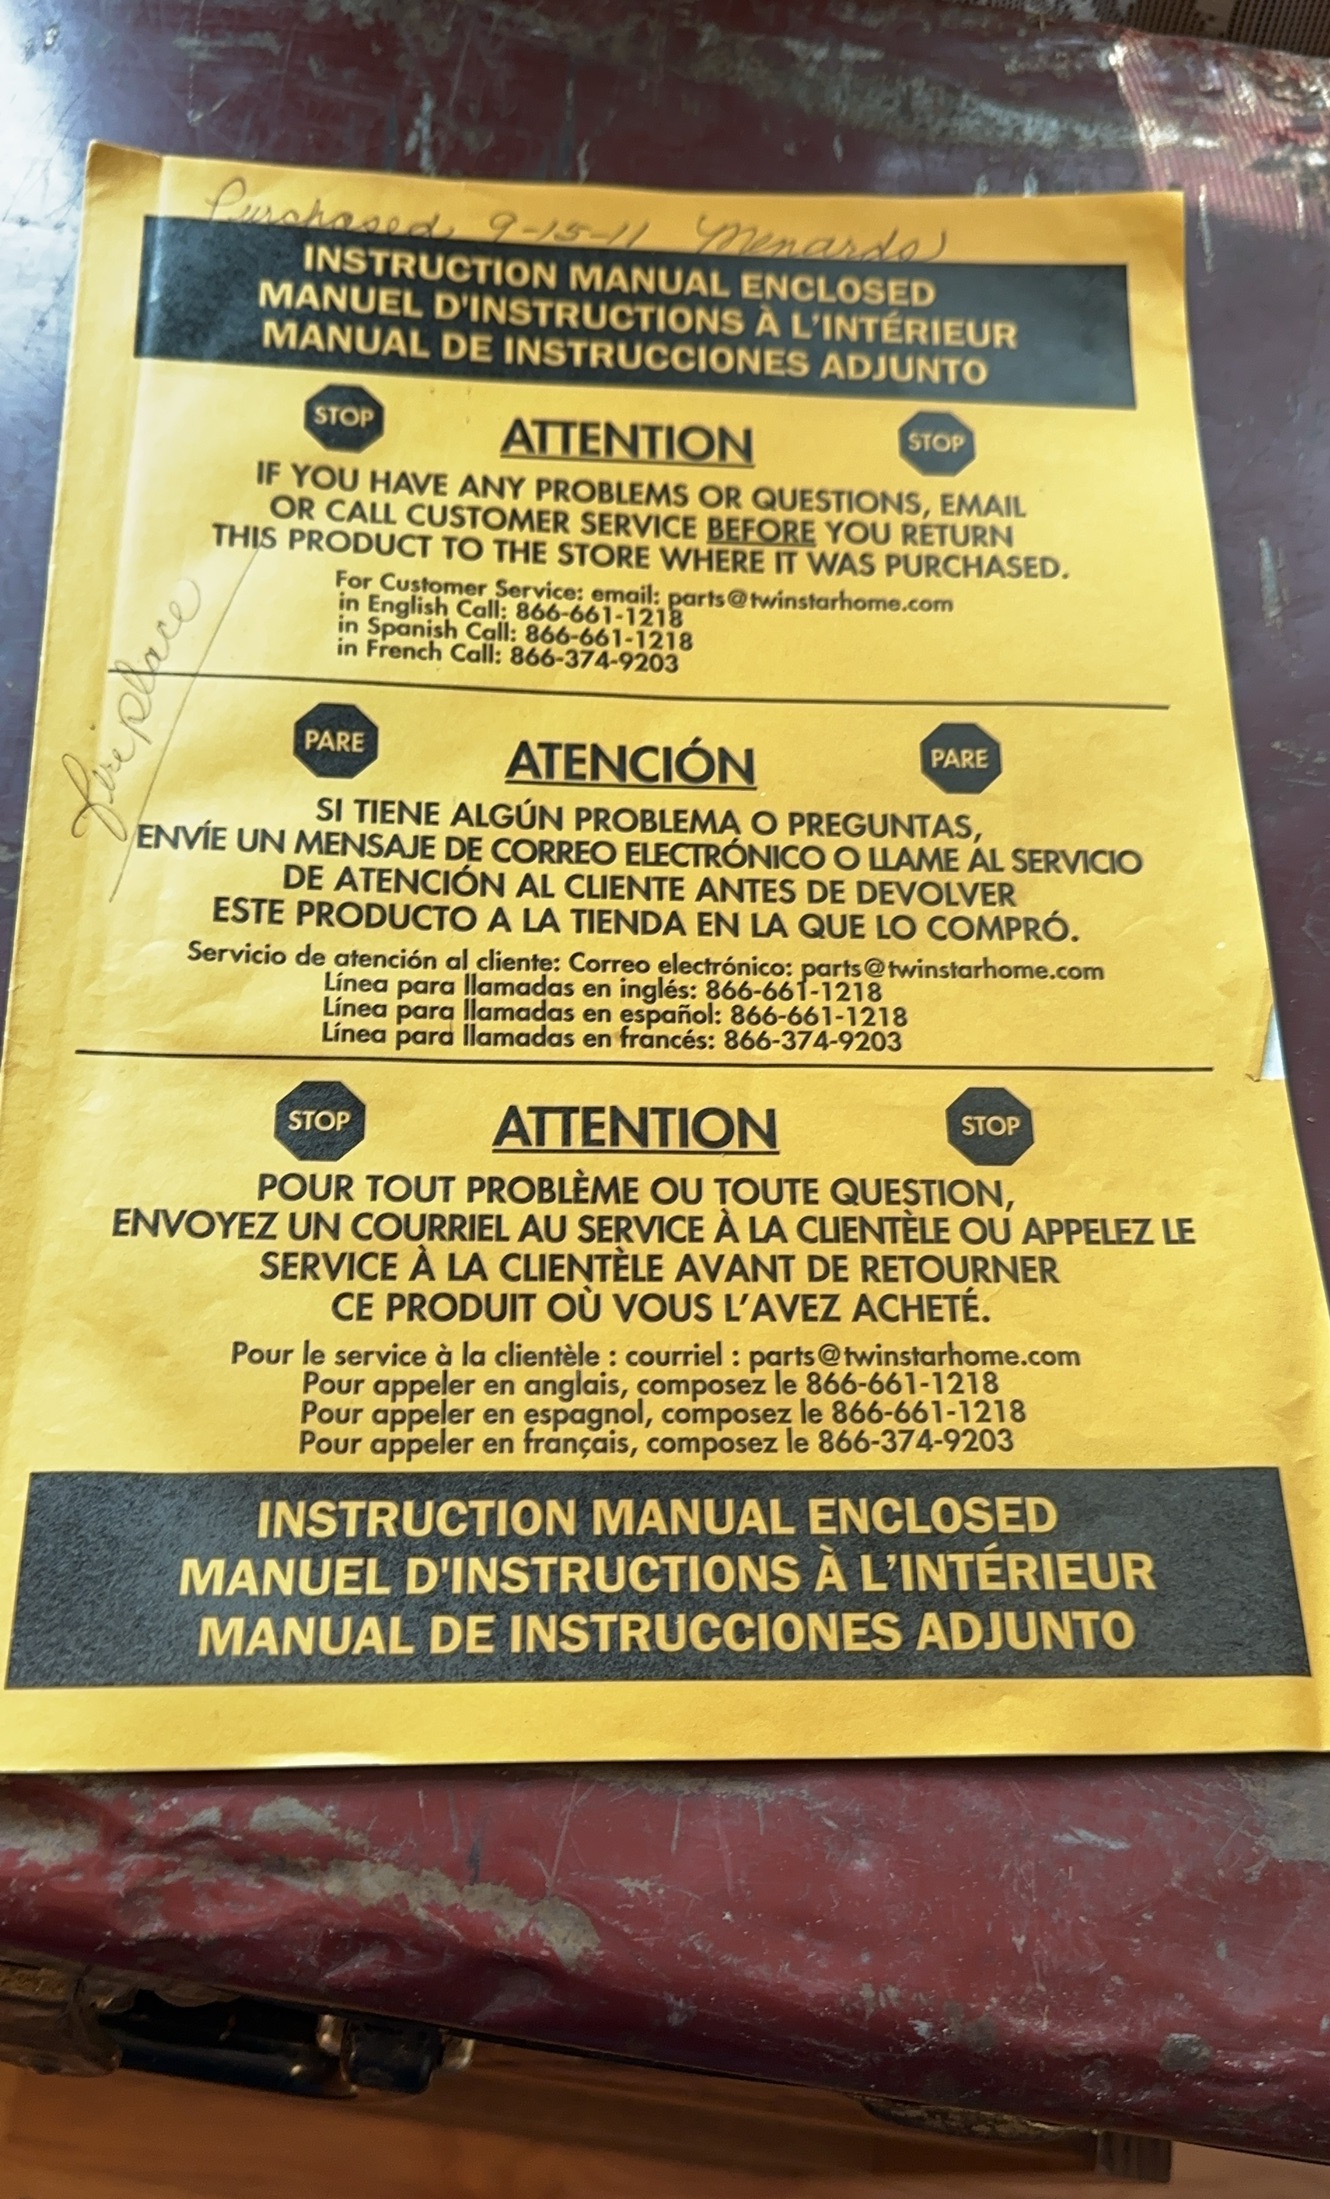 Purchased 9-15-11 Menards
INSTRUCTION MANUAL ENCLOSED
MANUEL D'INSTRUCTIONS À L'INTÉRIEUR
MANUAL DE INSTRUCCIONES ADJUNTO
STOP ATTENTION STOP
IF YOU HAVE ANY PROBLEMS OR QUESTIONS, EMAIL
OR CALL CUSTOMER SERVICE BEFORE YOU RETURN
THIS PRODUCT TO THE STORE WHERE IT WAS PURCHASED.
For Customer Service: email: parts@twinstarhome.com
in English Call: 866-661-1218
in Spanish Call: 866-661-1218
in French Call: 866-374-9203
fireplace
PARE ATENCIÓN PARE
SI TIENE ALGÚN PROBLEMA O PREGUNTAS,
ENVÍE UN MENSAJE DE CORREO ELECTRÓNICO O LLAME AL SERVICIO
DE ATENCIÓN AL CLIENTE ANTES DE DEVOLVER
ESTE PRODUCTO A LA TIENDA EN LA QUE LO COMPRÓ.
Servicio de atención al cliente: Correo electrónico: parts@twinstarhome.com
Línea para llamadas en inglés: 866-661-1218
Línea para llamadas en español: 866-661-1218
Línea para llamadas en francés: 866-374-9203
STOP ATTENTION STOP
POUR TOUT PROBLÈME OU TOUTE QUESTION,
ENVOYEZ UN COURRIEL AU SERVICE À LA CLIENTÈLE OU APPELEZ LE
SERVICE À LA CLIENTÈLE AVANT DE RETOURNER
CE PRODUIT OÙ VOUS L'AVEZ ACHETÉ.
Pour le service à la clientèle : courriel : parts@twinstarhome.com
Pour appeler en anglais, composez le 866-661-1218
Pour appeler en espagnol, composez le 866-661-1218
Pour appeler en français, composez le 866-374-9203
INSTRUCTION MANUAL ENCLOSED
MANUEL D'INSTRUCTIONS À L'INTÉRIEUR
MANUAL DE INSTRUCCIONES ADJUNTO